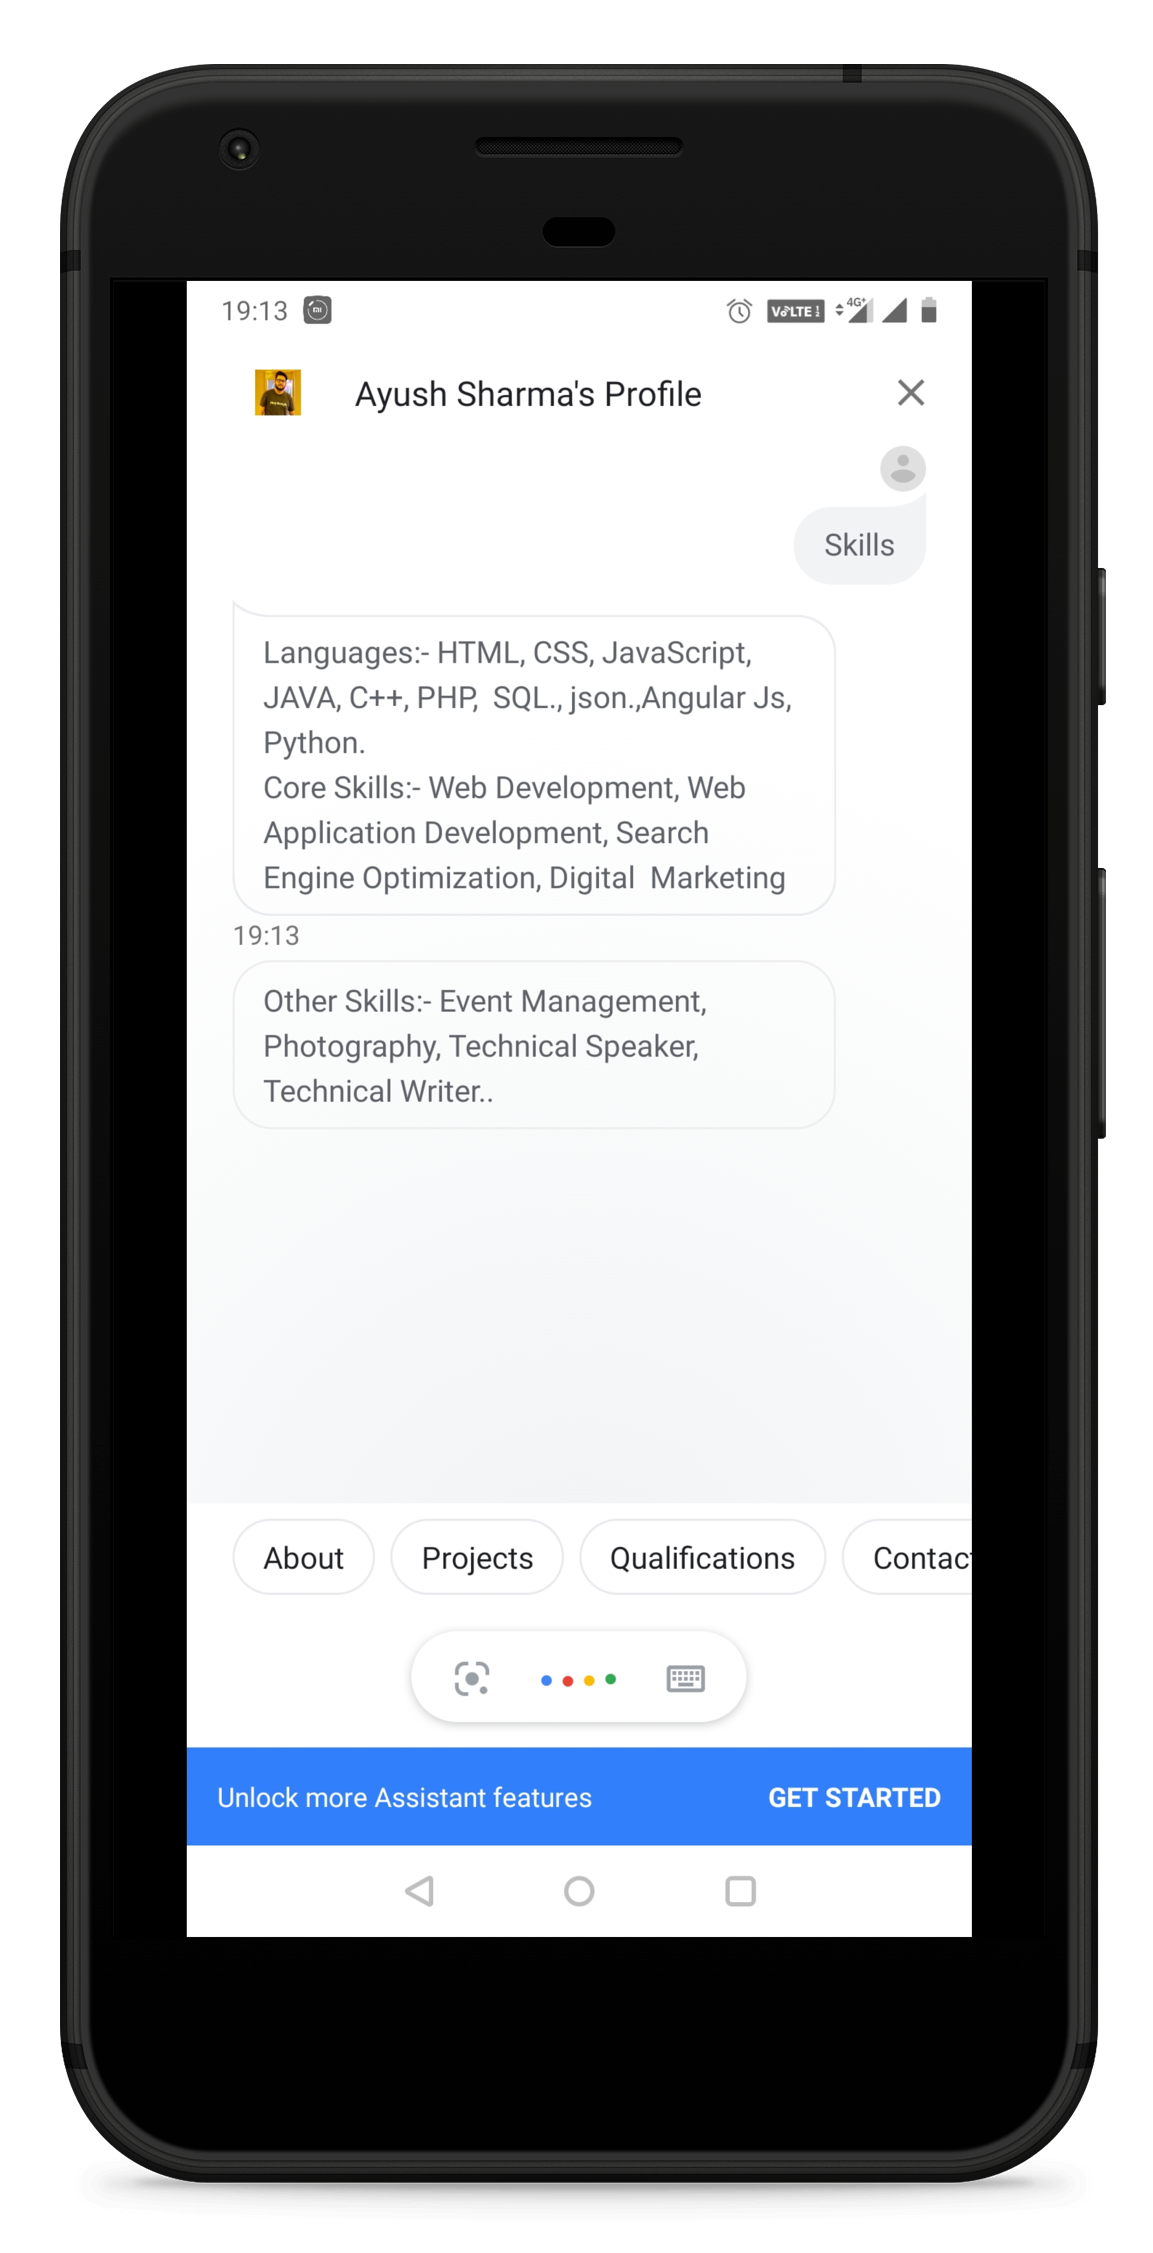 19:13
VoLTE 4G+
Ayush Sharma's Profile
Skills
Languages:- HTML, CSS, JavaScript,
JAVA, C++, PHP,  SQL., json.,Angular Js,
Python.
Core Skills:- Web Development, Web
Application Development, Search
Engine Optimization, Digital  Marketing
19:13
Other Skills:- Event Management,
Photography, Technical Speaker,
Technical Writer..
About Projects Qualifications Contac
Unlock more Assistant features GET STARTED